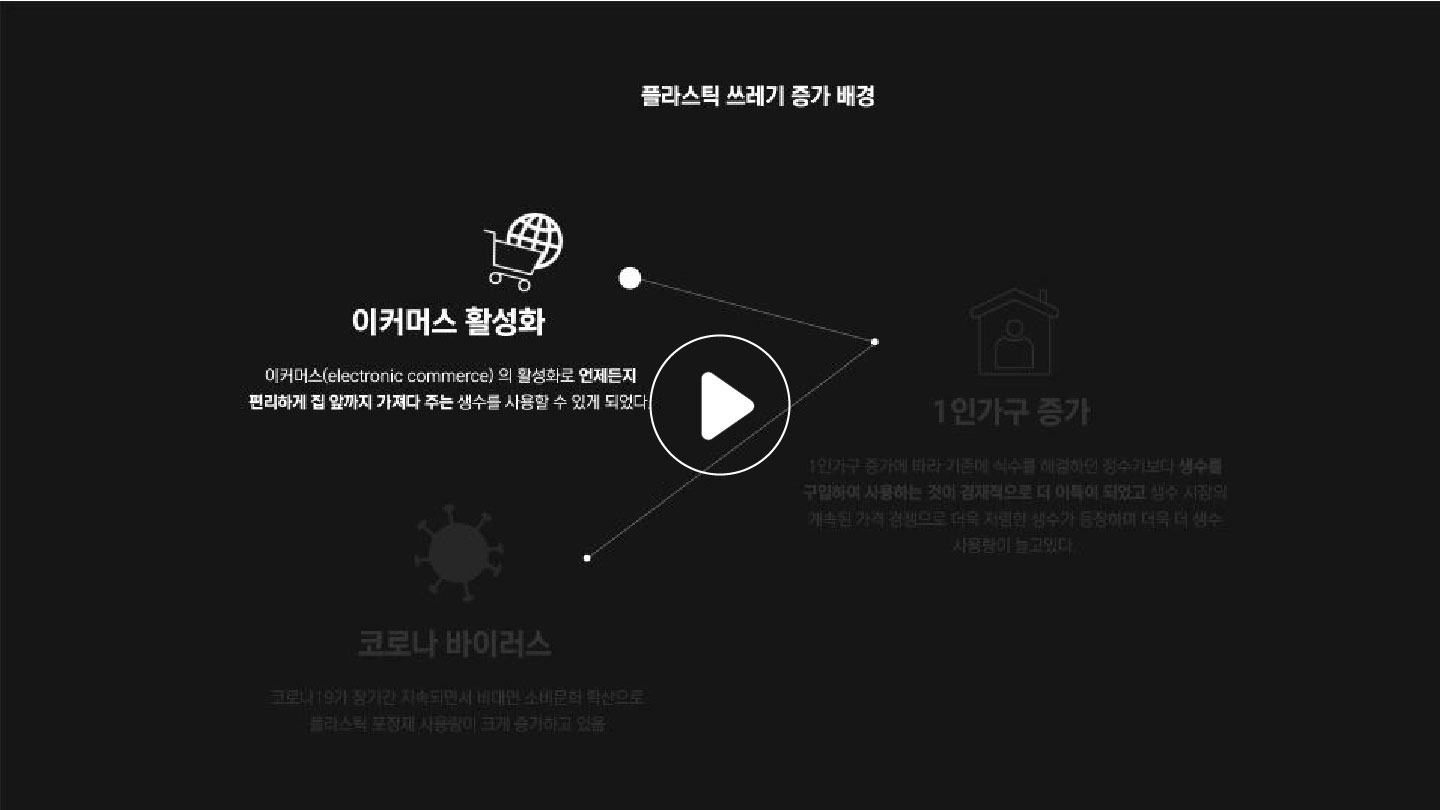 플라스틱 쓰레기 증가 배경
이커머스 활성화
이커머스(electronic commerce) 의 활성화로 언제든지
편리하게 집 앞까지 가져다 주는 생수를 사용할 수 있게 되었다.
1인가구 증가
1인가구 증가에 따라 기존에 식수를 해결하던 정수기보다 생수를
구입하여 사용하는 것이 경재적으로 더 이득이 되었고 생수 시장의
계속된 가격 경쟁으로 더욱 저렴한 생수가 등장하며 더욱 더 생수
사용량이 늘고있다.
코로나 바이러스
코로나19가 장기간 지속되면서 비대면 소비문화 확산으로
플라스틱 포장재 사용량이 크게 증가하고 있음